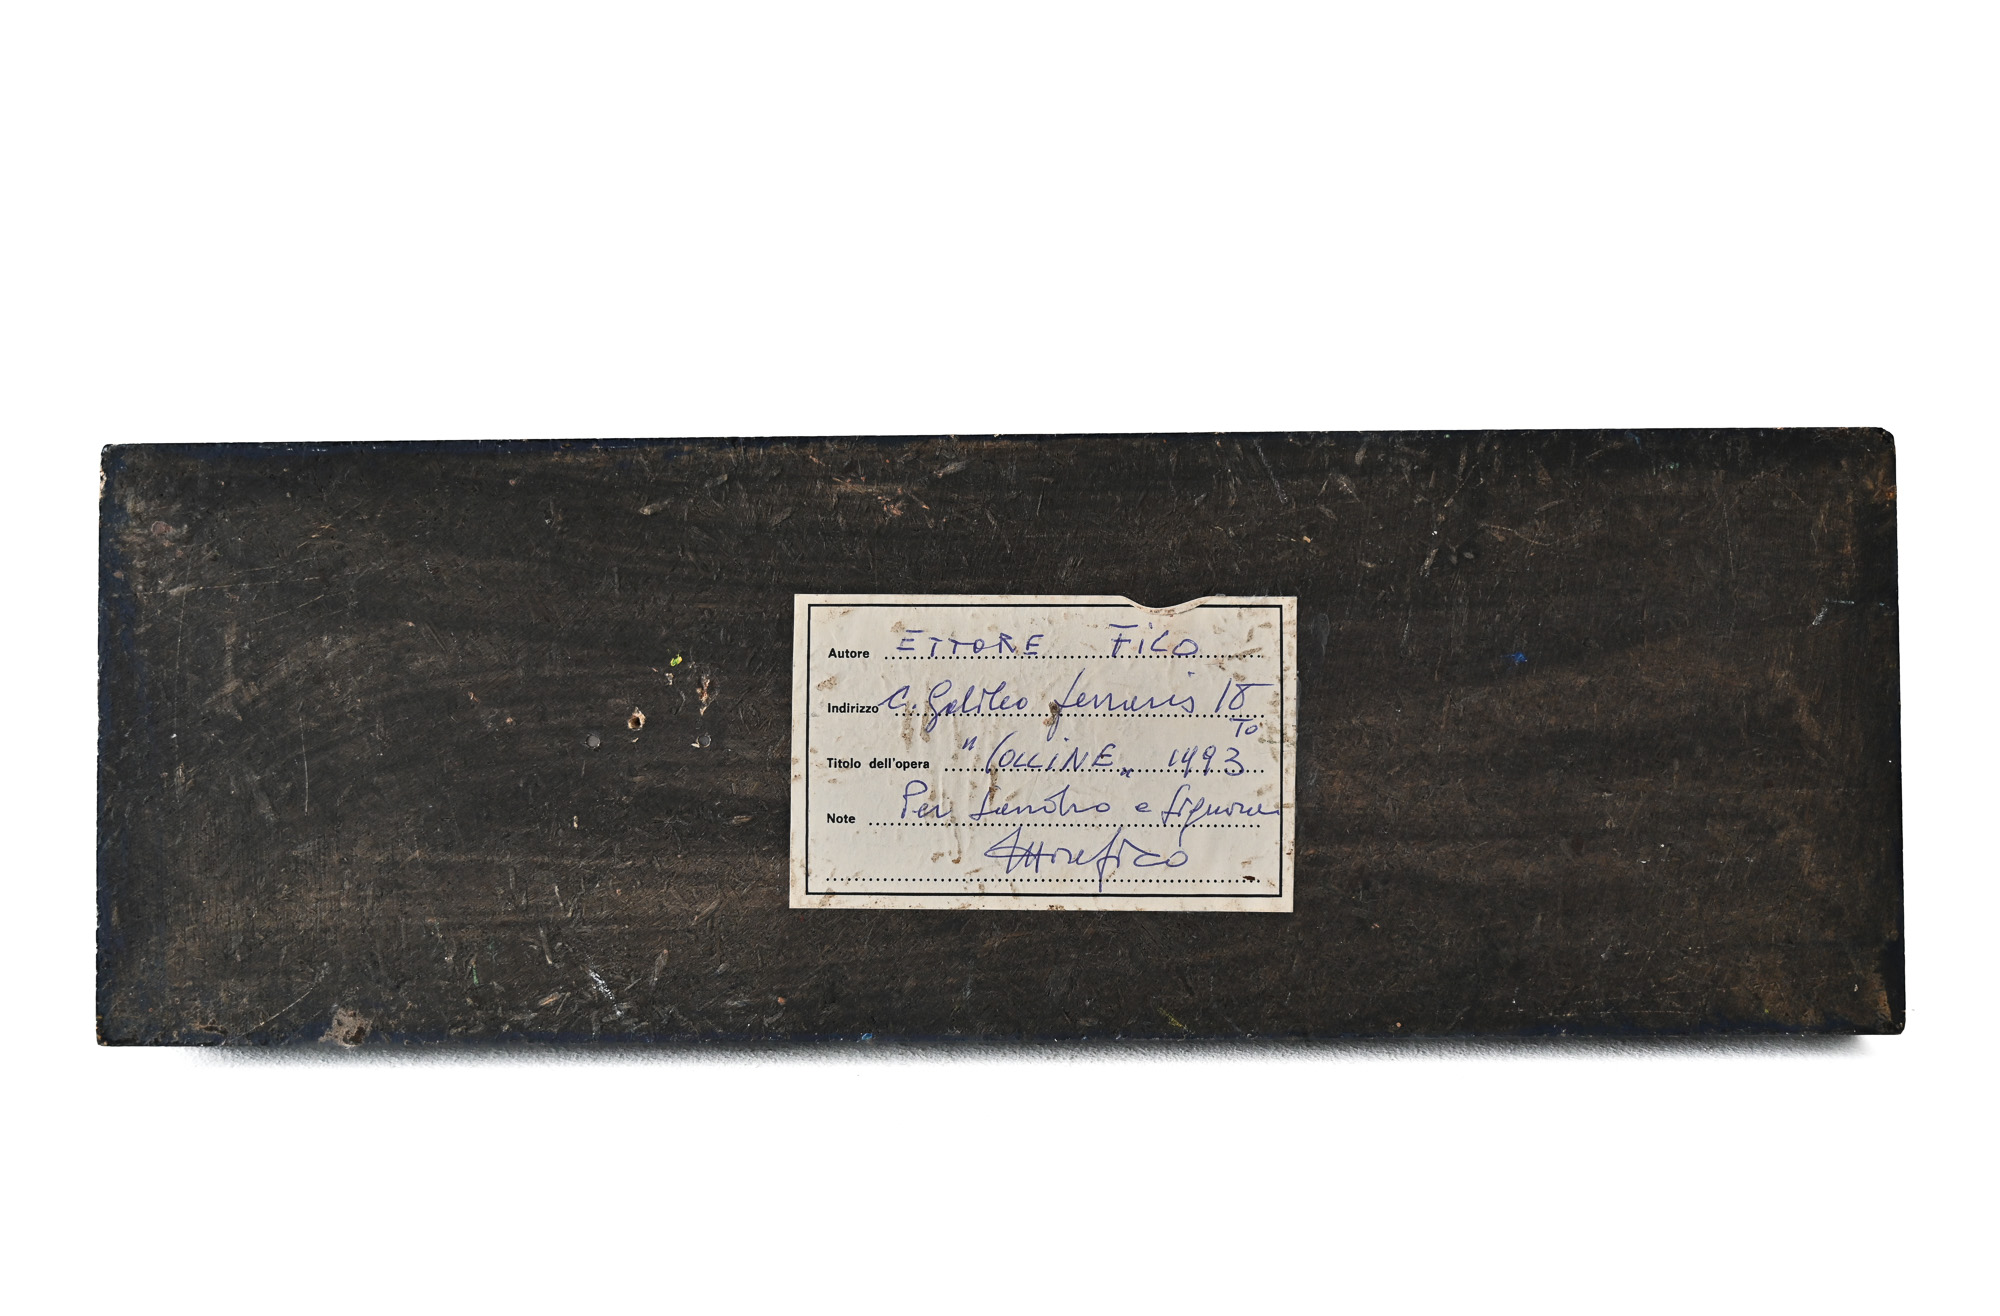 Autore ETTORE FICO
Indirizzo C. Galileo Ferraris 18
TO
Titolo dell'opera "COLLINE" 1993
Note Per Sandro e Signora
Ettore Fico